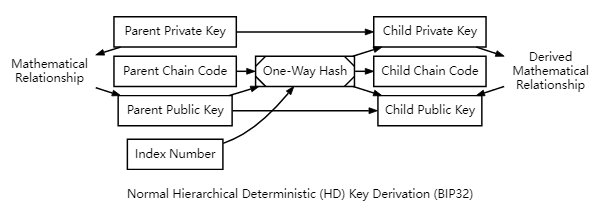 Parent Private Key
Child Private Key
Mathematical
Relationship
Parent Chain Code
One-Way Hash
Child Chain Code
Derived
Mathematical
Relationship
Parent Public Key
Child Public Key
Index Number
Normal Hierarchical Deterministic (HD) Key Derivation (BIP32)